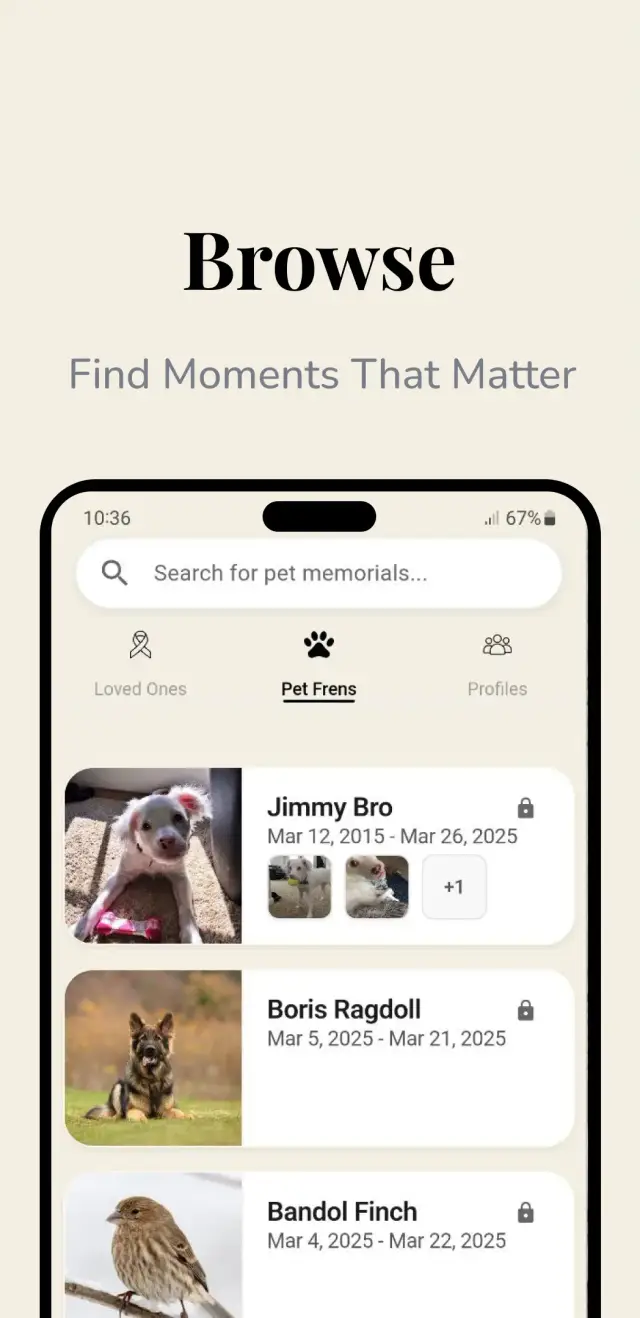 Browse
Find Moments That Matter
10:36
67%
Search for pet memorials...
Loved Ones
Pet Frens
Profiles
Jimmy Bro
Mar 12, 2015 - Mar 26, 2025
+1
Boris Ragdoll
Mar 5, 2025 - Mar 21, 2025
Bandol Finch
Mar 4, 2025 - Mar 22, 2025